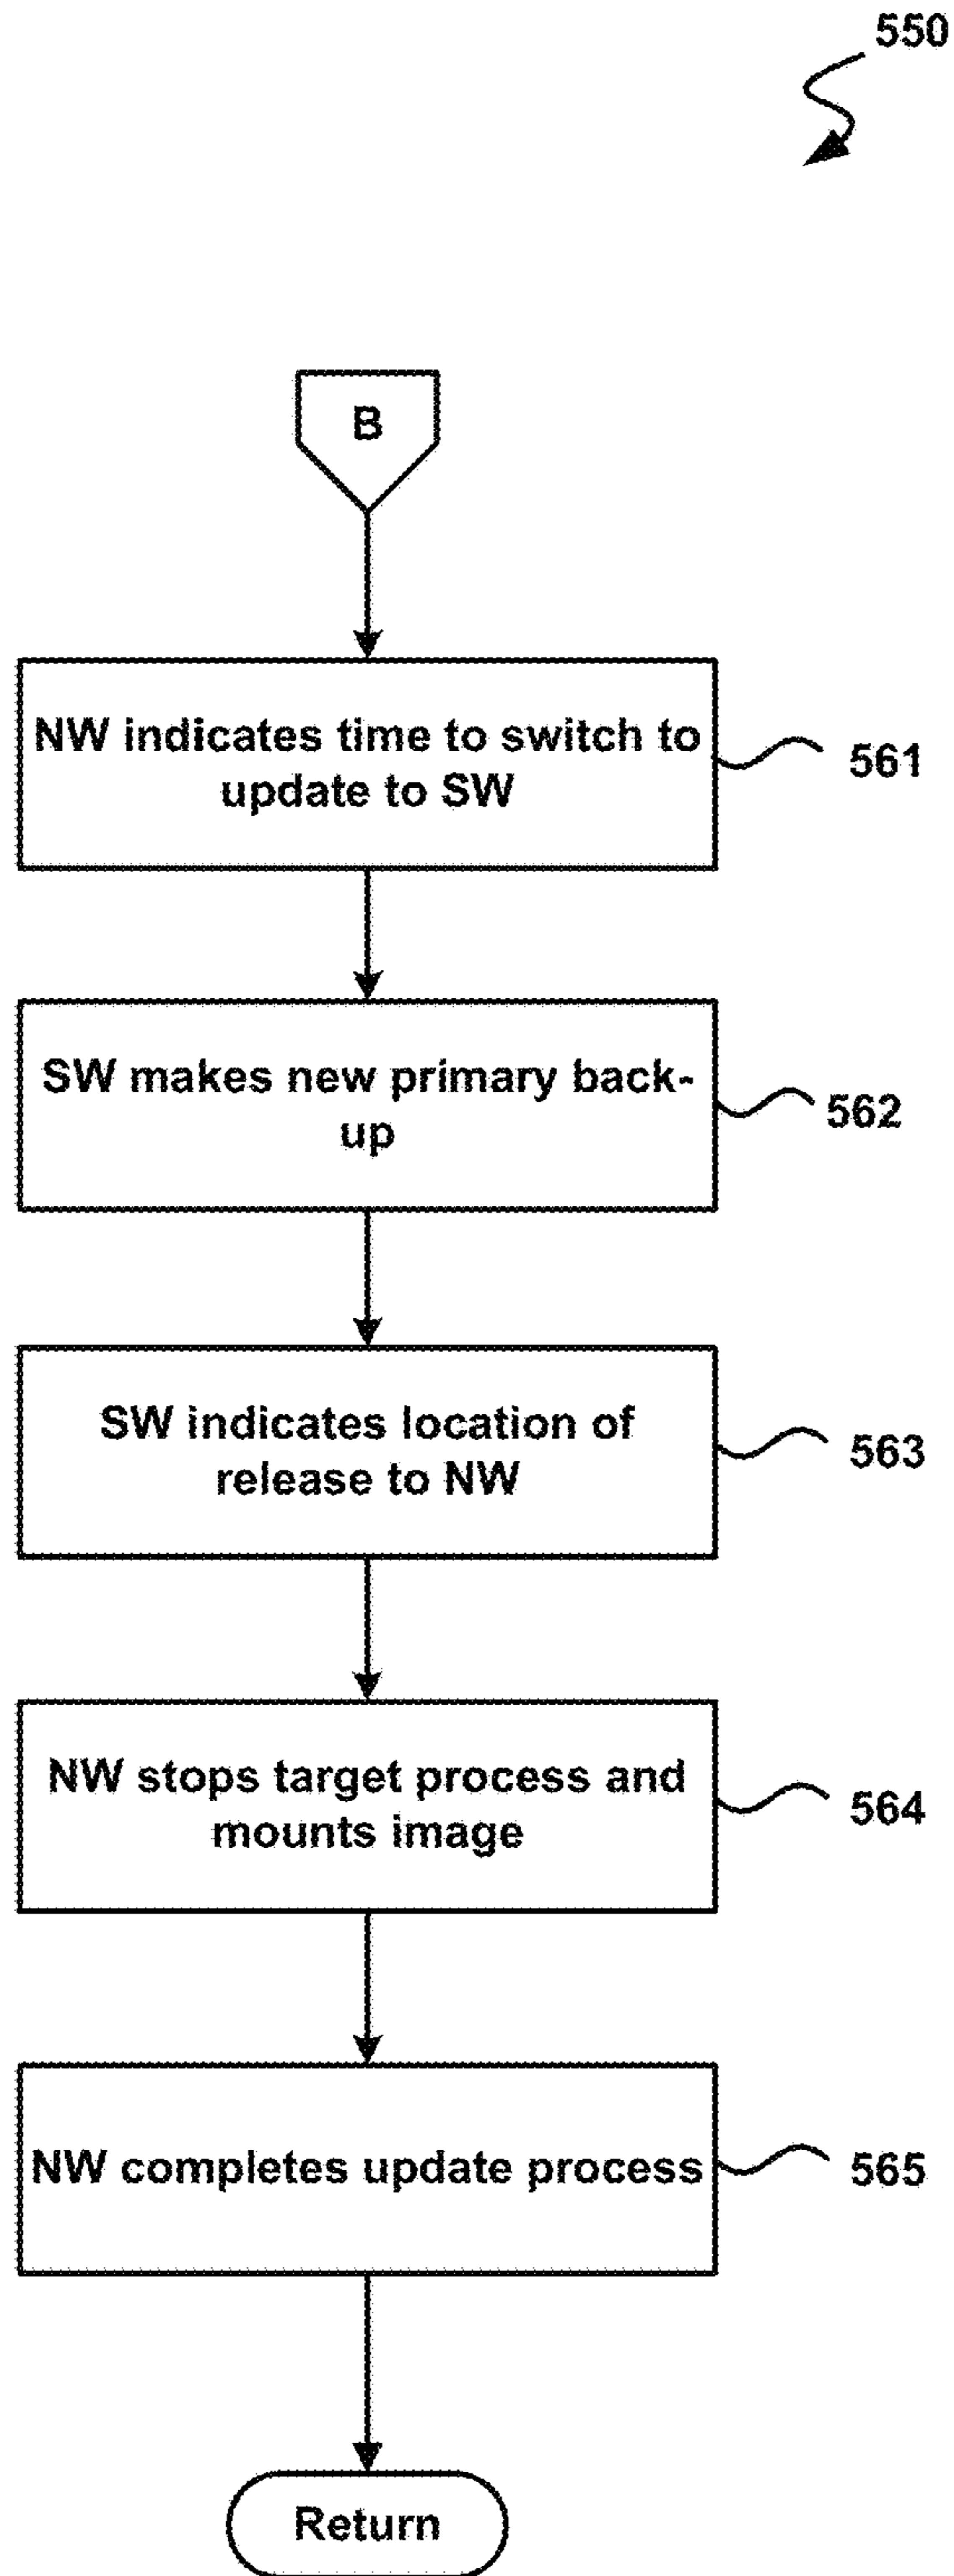 550
B
NW indicates time to switch to
update to SW
561
SW makes new primary back-
up
562
SW indicates location of
release to NW
563
NW stops target process and
mounts image
564
NW completes update process
565
Return